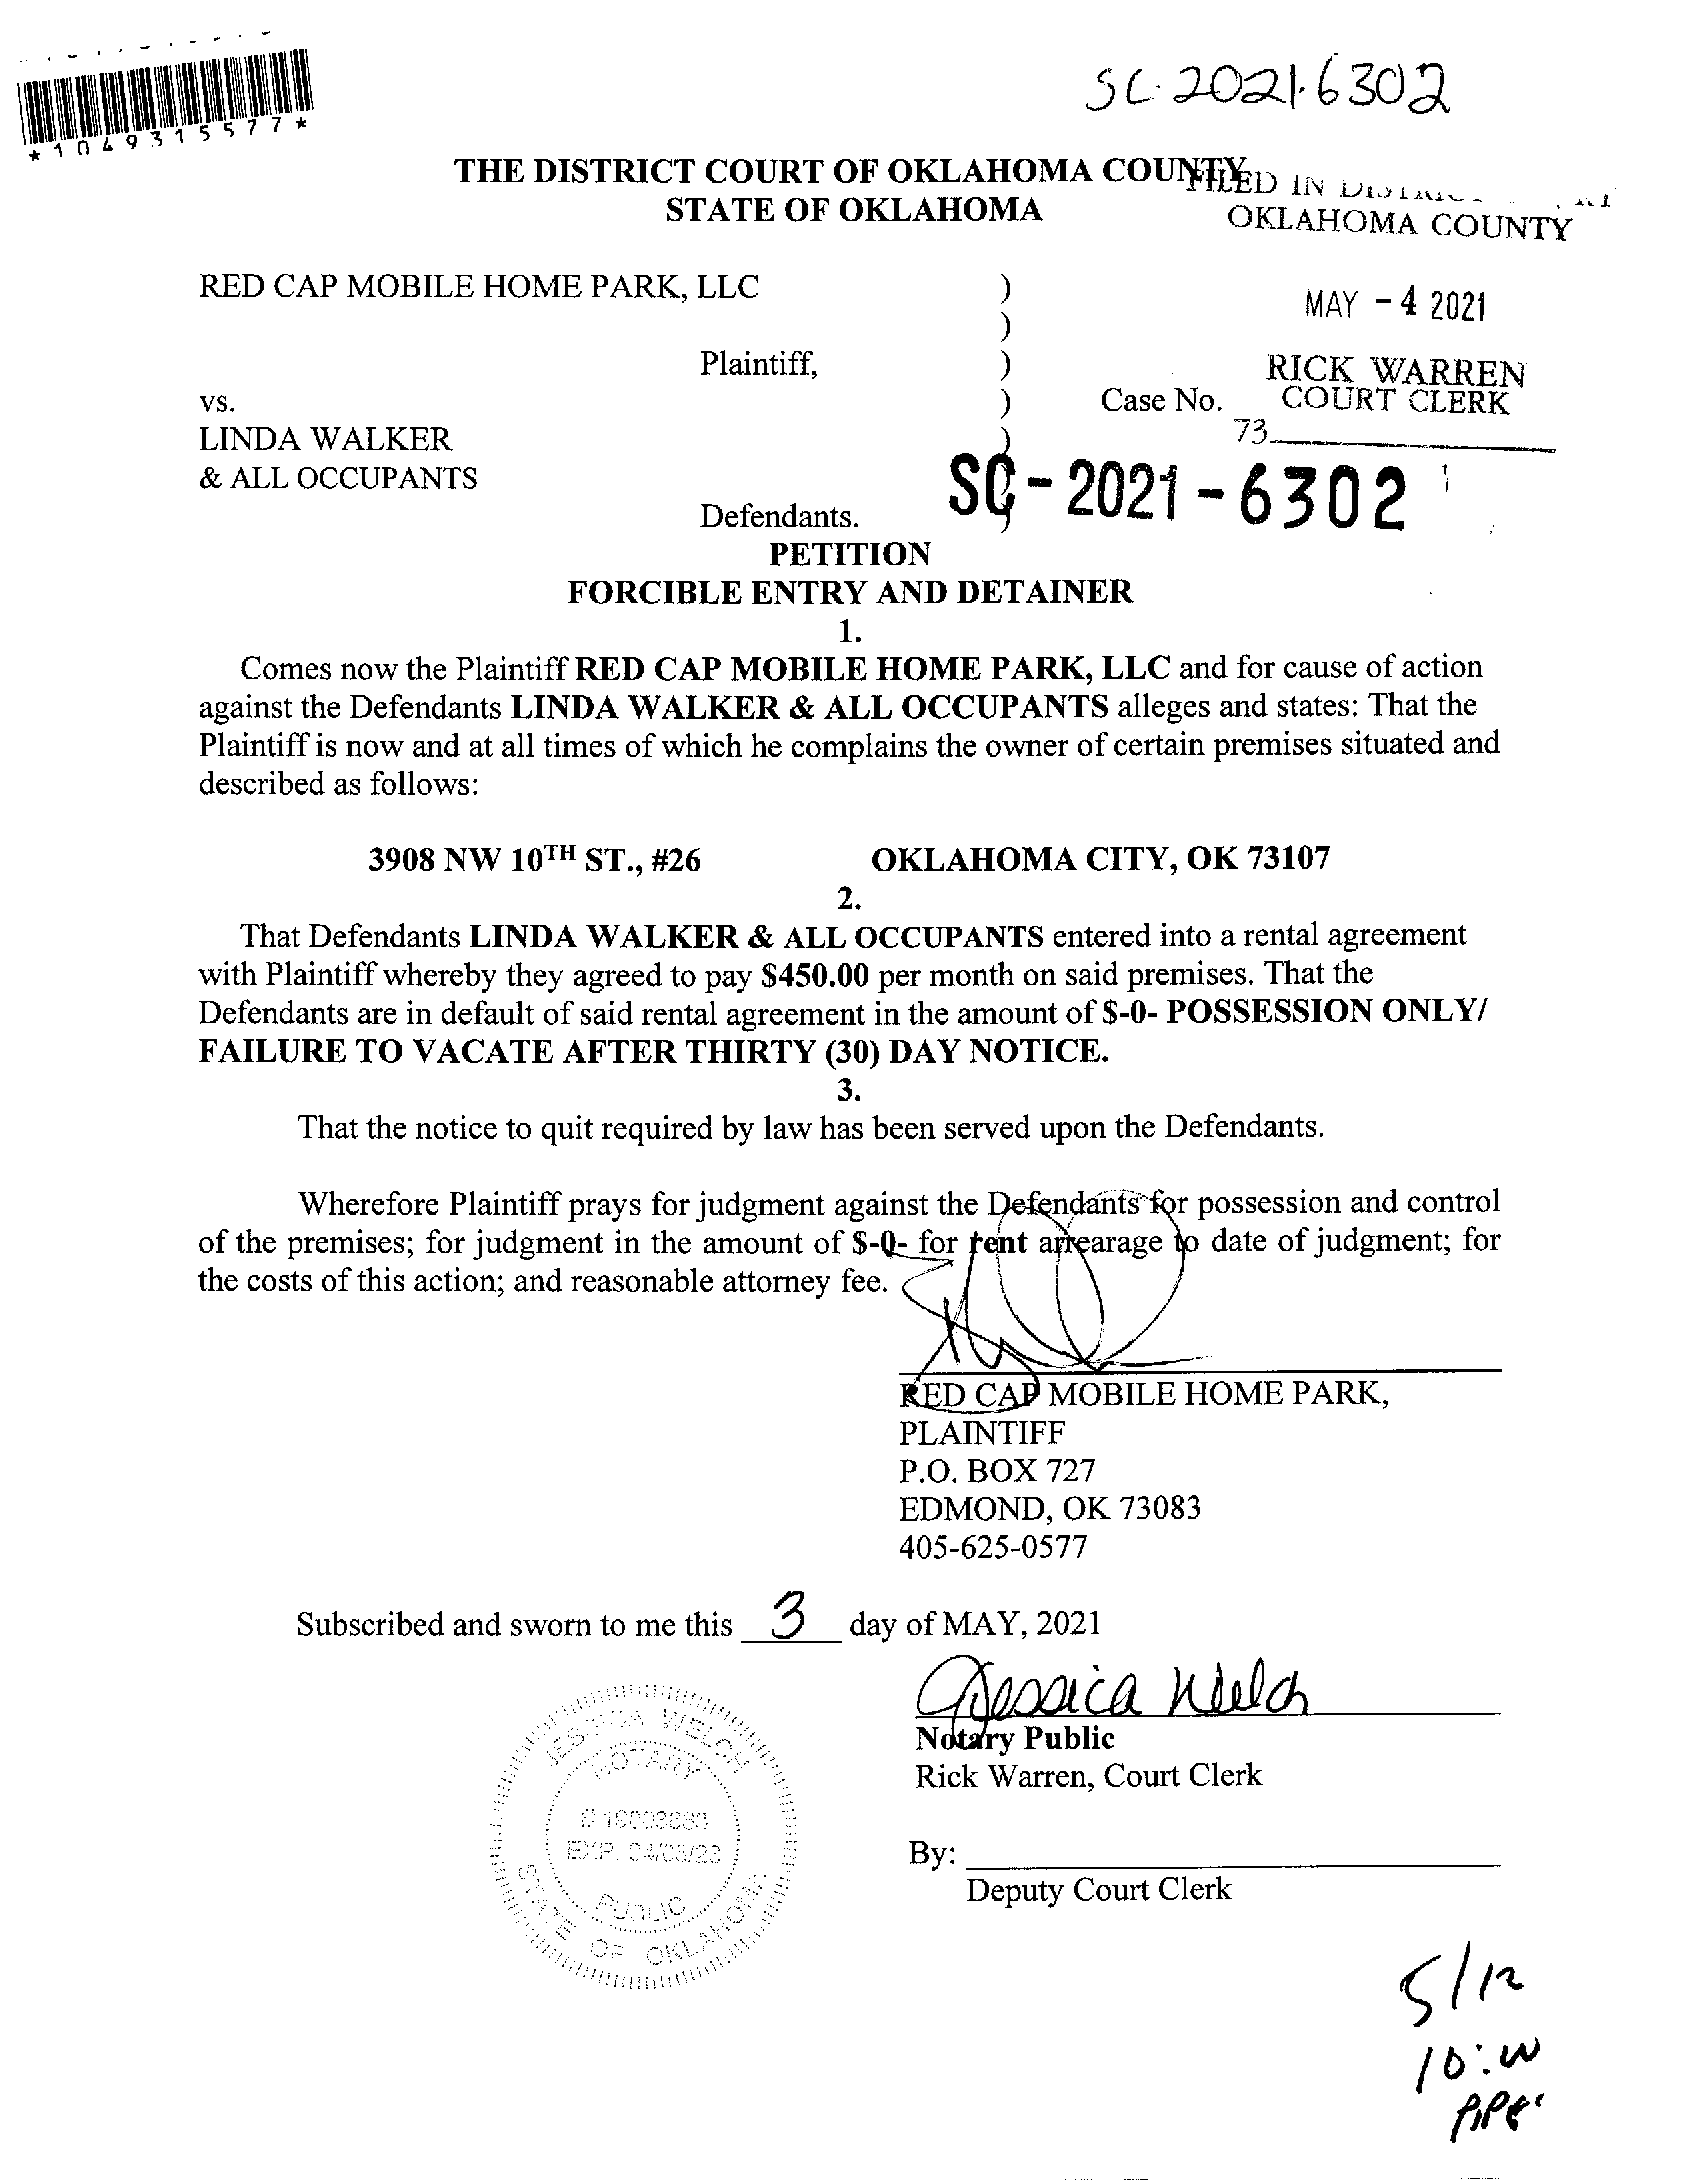 SC-2021-6302
*1049315577*
THE DISTRICT COURT OF OKLAHOMA COUNTY
STATE OF OKLAHOMA
FILED IN
OKLAHOMA COUNTY
MAY - 4 2021
RICK WARREN
COURT CLERK
73
RED CAP MOBILE HOME PARK, LLC )
)
Plaintiff, )
vs. ) Case No.
LINDA WALKER )
& ALL OCCUPANTS
SC-2021-6302
Defendants. )
PETITION
FORCIBLE ENTRY AND DETAINER
1.
Comes now the Plaintiff RED CAP MOBILE HOME PARK, LLC and for cause of action
against the Defendants LINDA WALKER & ALL OCCUPANTS alleges and states: That the
Plaintiff is now and at all times of which he complains the owner of certain premises situated and
described as follows:
3908 NW 10TH ST., #26 OKLAHOMA CITY, OK 73107
2.
That Defendants LINDA WALKER & ALL OCCUPANTS entered into a rental agreement
with Plaintiff whereby they agreed to pay $450.00 per month on said premises. That the
Defendants are in default of said rental agreement in the amount of $-0- POSSESSION ONLY/
FAILURE TO VACATE AFTER THIRTY (30) DAY NOTICE.
3.
That the notice to quit required by law has been served upon the Defendants.
Wherefore Plaintiff prays for judgment against the Defendants for possession and control
of the premises; for judgment in the amount of $-0- for rent arrearage to date of judgment; for
the costs of this action; and reasonable attorney fee.
RED CAP MOBILE HOME PARK,
PLAINTIFF
P.O. BOX 727
EDMOND, OK 73083
405-625-0577
Subscribed and sworn to me this 3 day of MAY, 2021
Jessica Welch
Notary Public
Rick Warren, Court Clerk
By:
Deputy Court Clerk
JESSICA WELCH
NOTARY
PUBLIC
STATE OF OKLAHOMA
5/12
10:00